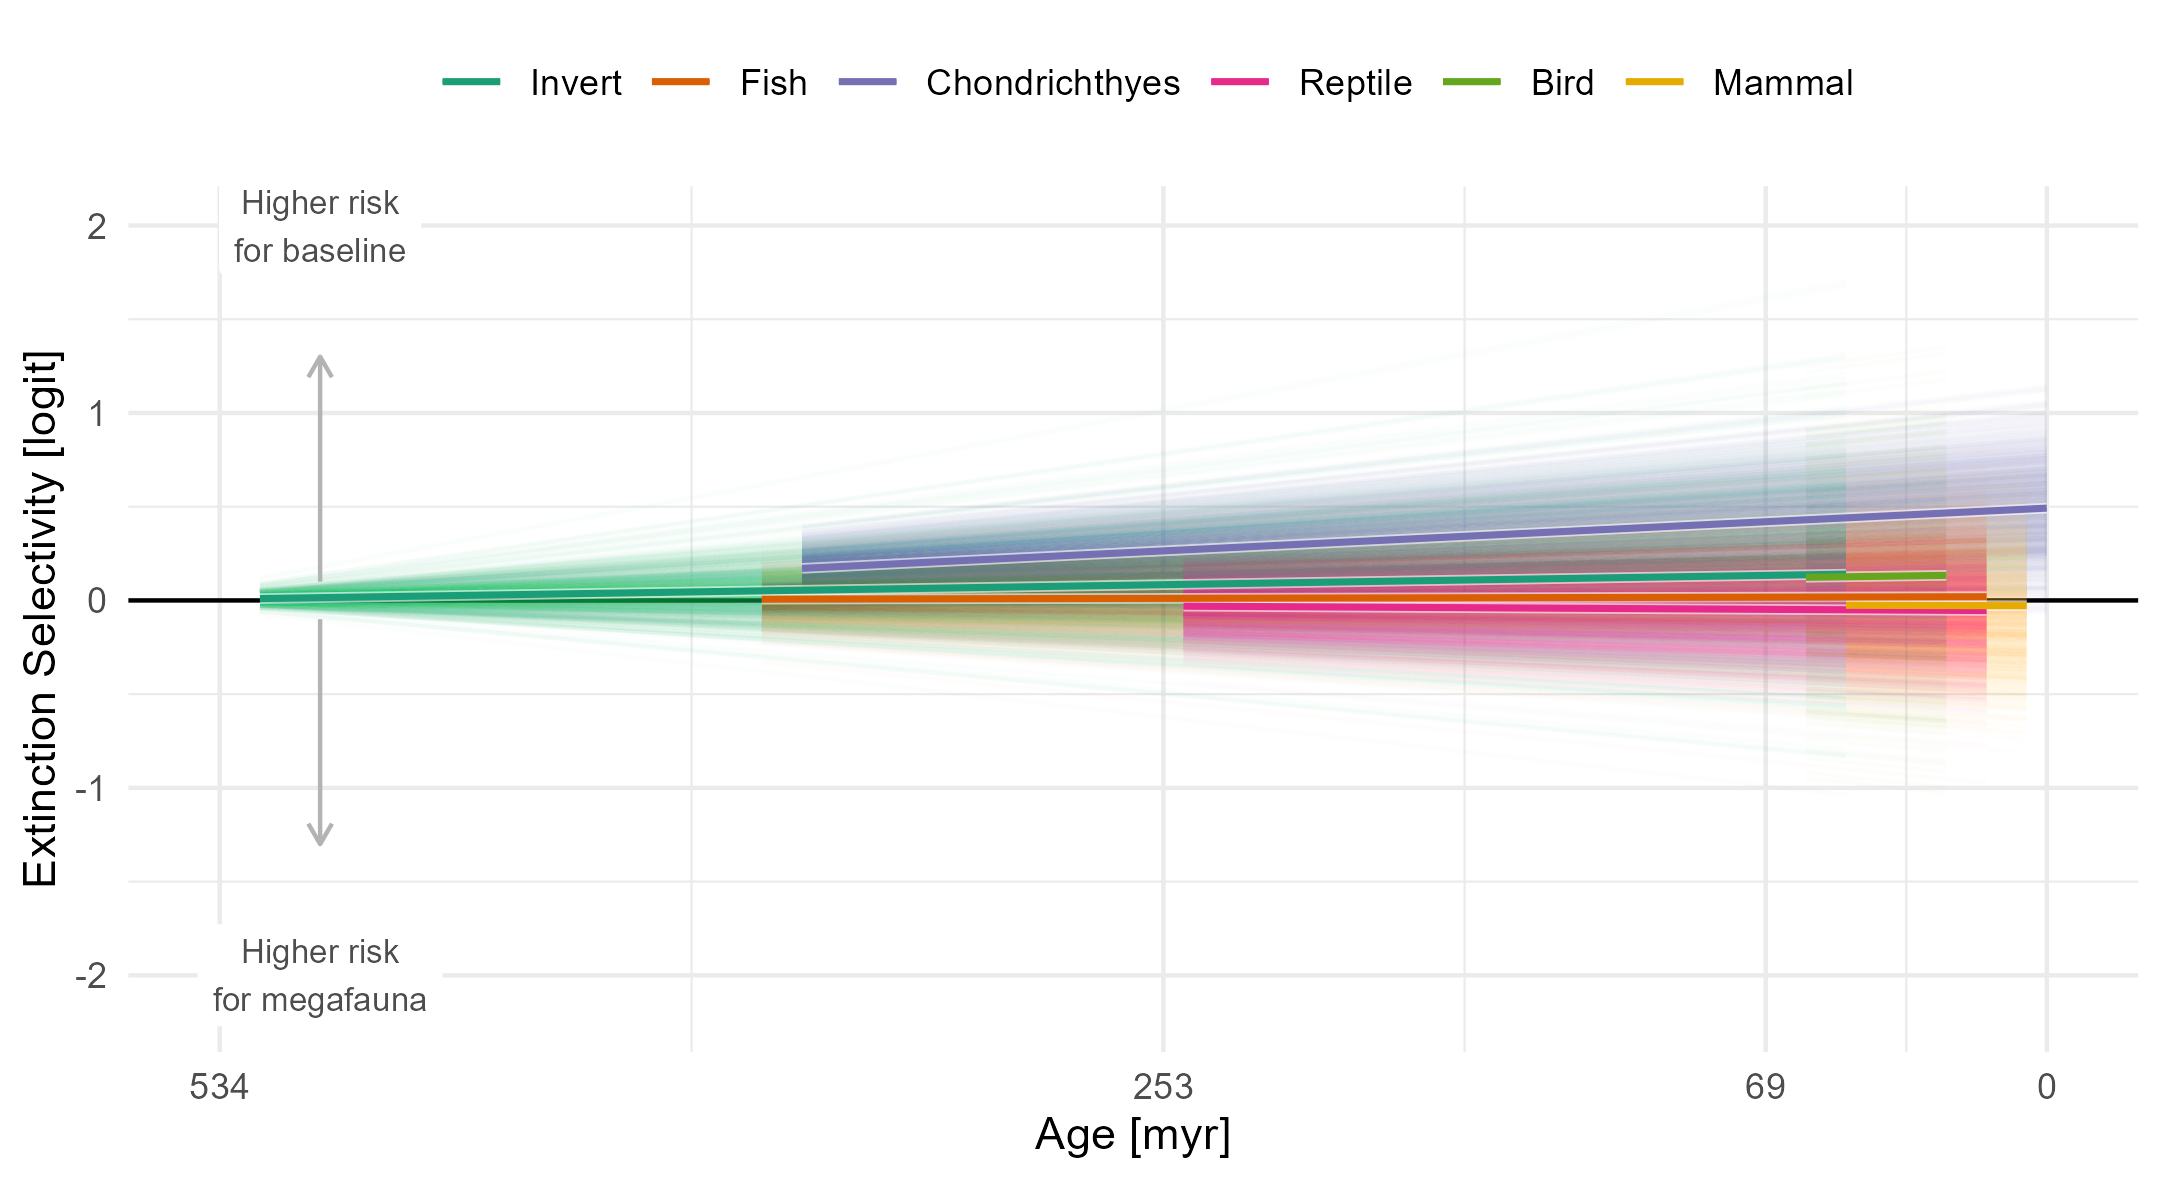 Invert Fish Chondrichthyes Reptile Bird Mammal
Higher risk
for baseline
2
1
0
-1
-2
Extinction Selectivity [logit]
Higher risk
for megafauna
534 253 69 0
Age [myr]